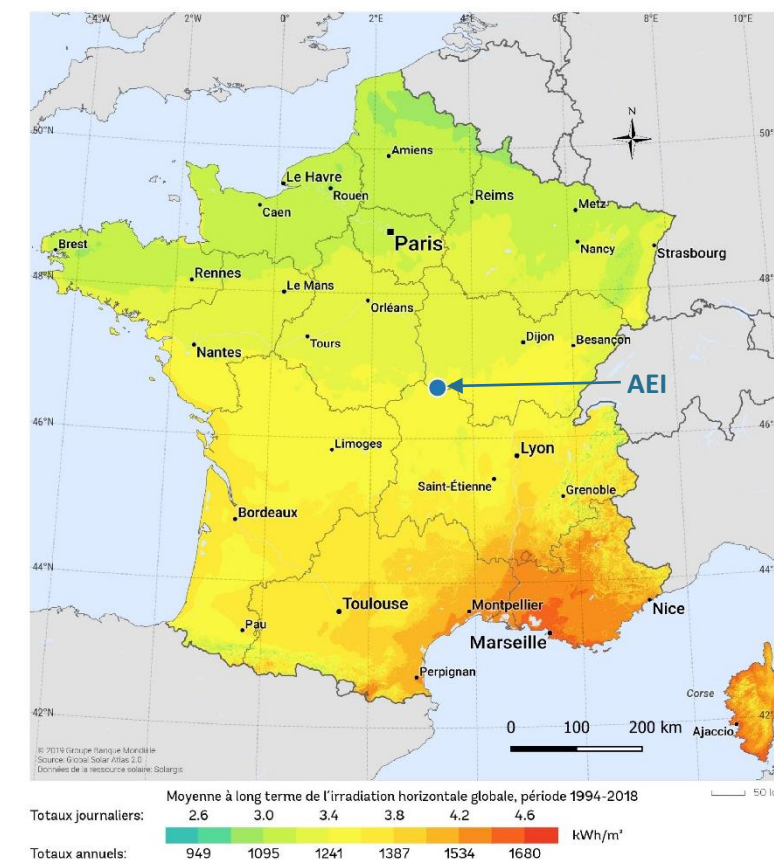 4°W
2°W
0°
2°E
4°E
6°E
8°E
10°E
50°N
N
50°
Amiens
Le Havre
Rouen
Reims
Metz
Caen
Paris
Brest
Nancy
Strasbourg
48°N
Rennes
48°
Le Mans
Orléans
Tours
Dijon
Besançon
Nantes
AEI
46°N
46°
Limoges
Lyon
Saint-Étienne
Grenoble
Bordeaux
44°N
44°
Toulouse
Montpellier
Nice
Pau
Marseille
Perpignan
Corse
42°N
42°
0 100 200 km
Ajaccio
© 2019 Groupe Banque Mondiale
Source: Global Solar Atlas 2.0
Données de la ressource solaire: Solargis
Moyenne à long terme de l'irradiation horizontale globale, période 1994-2018
50
Totaux journaliers: 2.6 3.0 3.4 3.8 4.2 4.6
kWh/m²
Totaux annuels: 949 1095 1241 1387 1534 1680